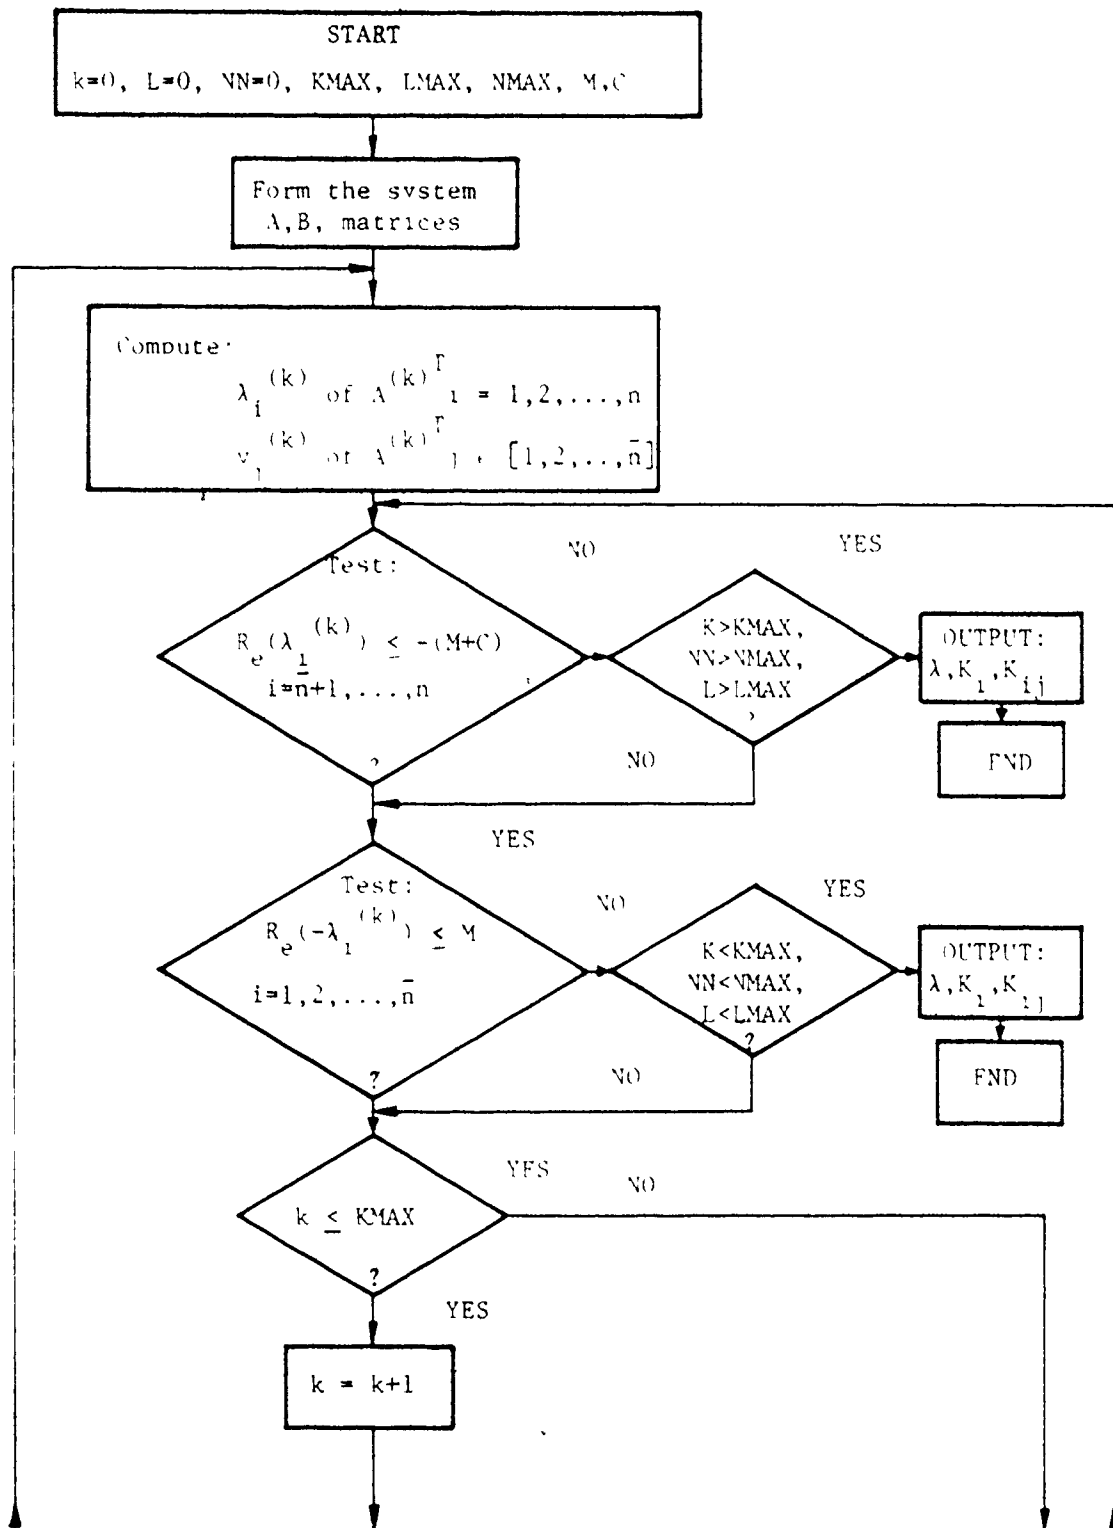 START
k=0, L=0, NN=0, KMAX, LMAX, NMAX, M,C
Form the system
A,B, matrices
Compute:
λi(k) of A(k)T i = 1,2,...,n
vj(k) of A(k)T j ε [1,2,..,n̄]
NO
YES
Test:
Re(λi(k)) ≤ -(M+C)
i=n̄+1,...,n
?
K>KMAX,
NN>NMAX,
L>LMAX
?
OUTPUT:
λ,Ki,Kij
END
NO
YES
Test:
Re(-λi(k)) ≤ M
i=1,2,...,n̄
?
NO
YES
K<KMAX,
NN<NMAX,
L<LMAX
?
OUTPUT:
λ,Ki,Kij
END
NO
YES
NO
k ≤ KMAX
?
YES
k = k+1